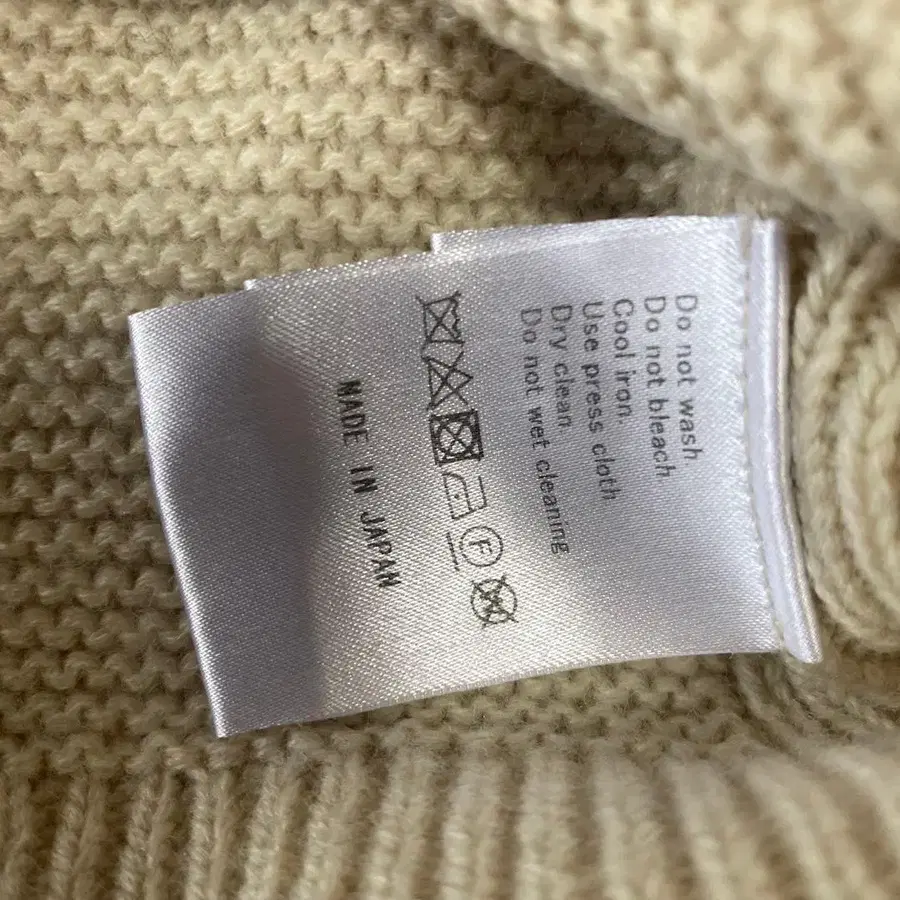 Do not wash.
Do not bleach.
Cool iron.
Use press cloth
Dry clean
Do not wet cleaning
F
W
MADE IN JAPAN